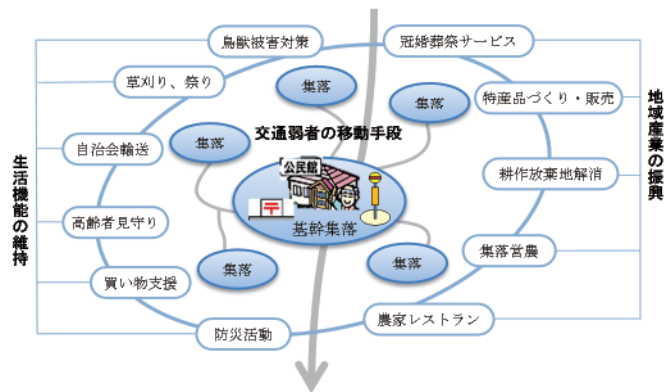 鳥獣被害対策
冠婚葬祭サービス
草刈り、祭り
集落
集落
特産品づくり・販売
交通弱者の移動手段
自治会輸送
集落
公民館
耕作放棄地解消
〒
基幹集落
高齢者見守り
集落営農
集落
集落
買い物支援
農家レストラン
防災活動
生活機能の維持
地域産業の振興